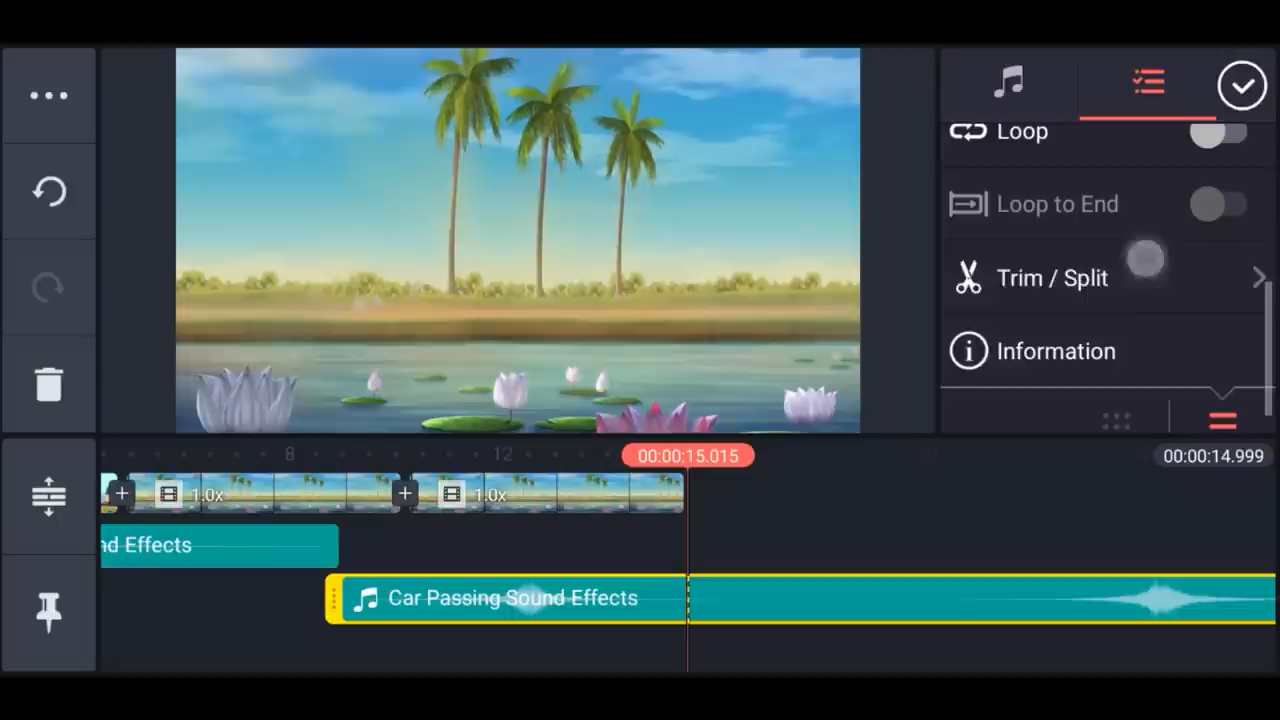 Loop
Loop to End
Trim / Split
Information
8
12
00:00:15.015
00:00:14.999
1.0x
1.0x
nd Effects
Car Passing Sound Effects